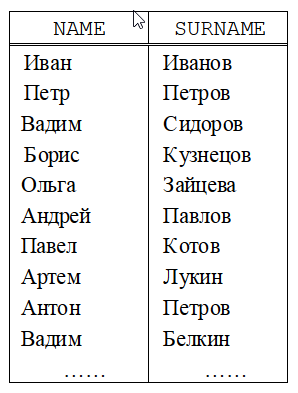 NAME SURNAME
Иван Иванов
Петр Петров
Вадим Сидоров
Борис Кузнецов
Ольга Зайцева
Андрей Павлов
Павел Котов
Артем Лукин
Антон Петров
Вадим Белкин
...... ......